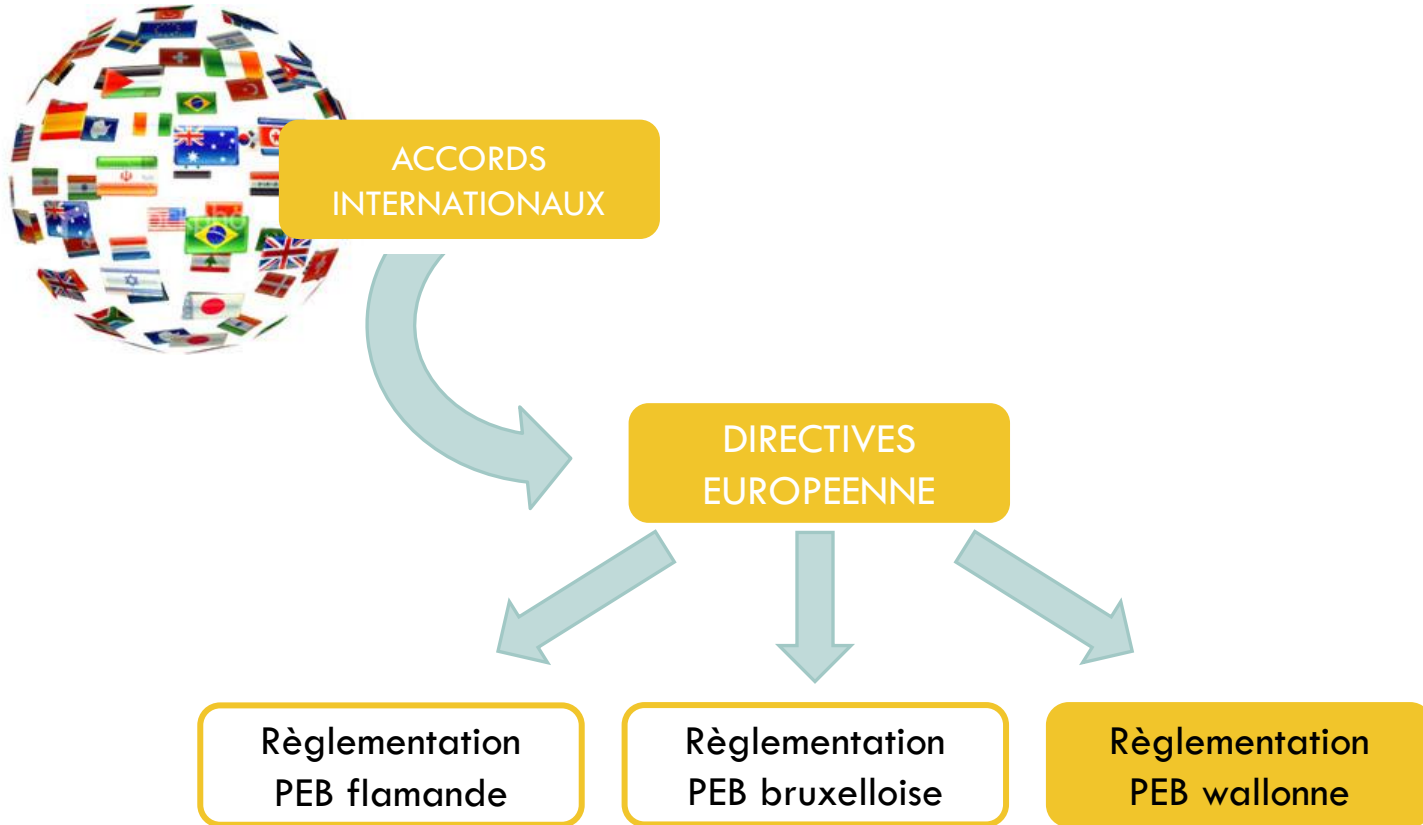 ACCORDS
INTERNATIONAUX
DIRECTIVES
EUROPEENNE
Règlementation
PEB flamande
Règlementation
PEB bruxelloise
Règlementation
PEB wallonne